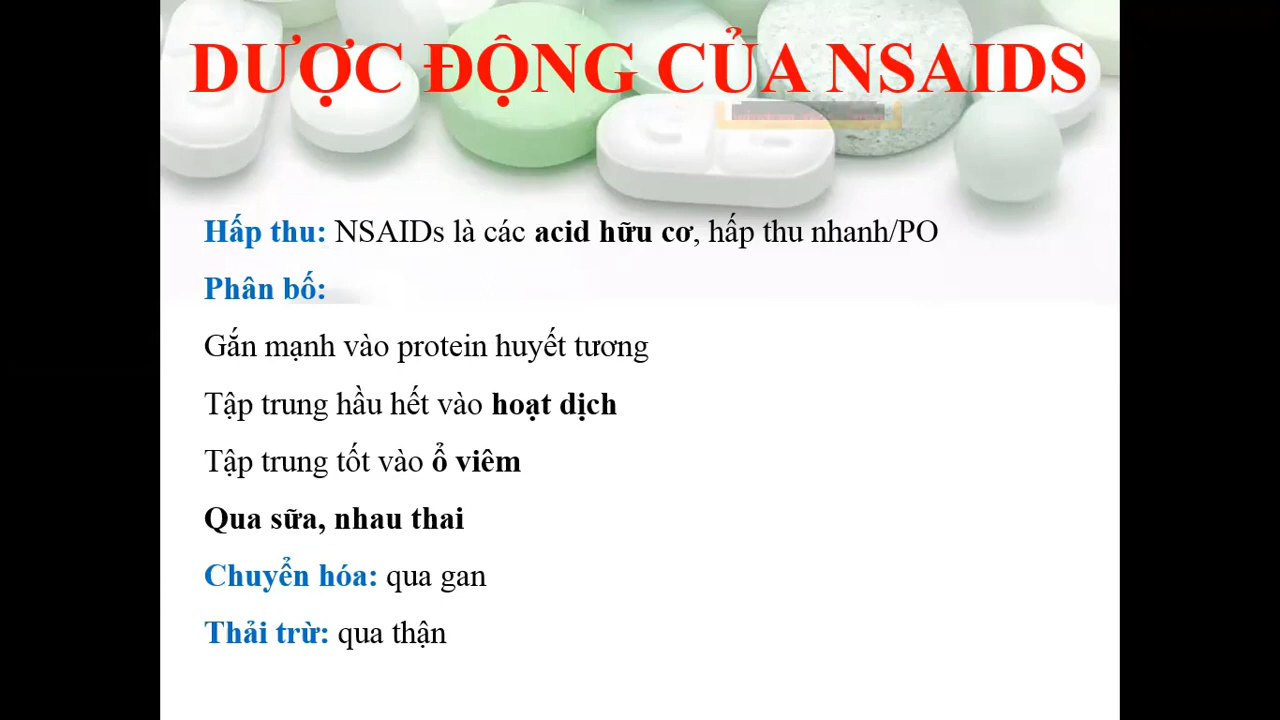 DƯỢC ĐỘNG CỦA NSAIDS
Hấp thu: NSAIDs là các acid hữu cơ, hấp thu nhanh/PO
Phân bố:
Gắn mạnh vào protein huyết tương
Tập trung hầu hết vào hoạt dịch
Tập trung tốt vào ổ viêm
Qua sữa, nhau thai
Chuyển hóa: qua gan
Thải trừ: qua thận